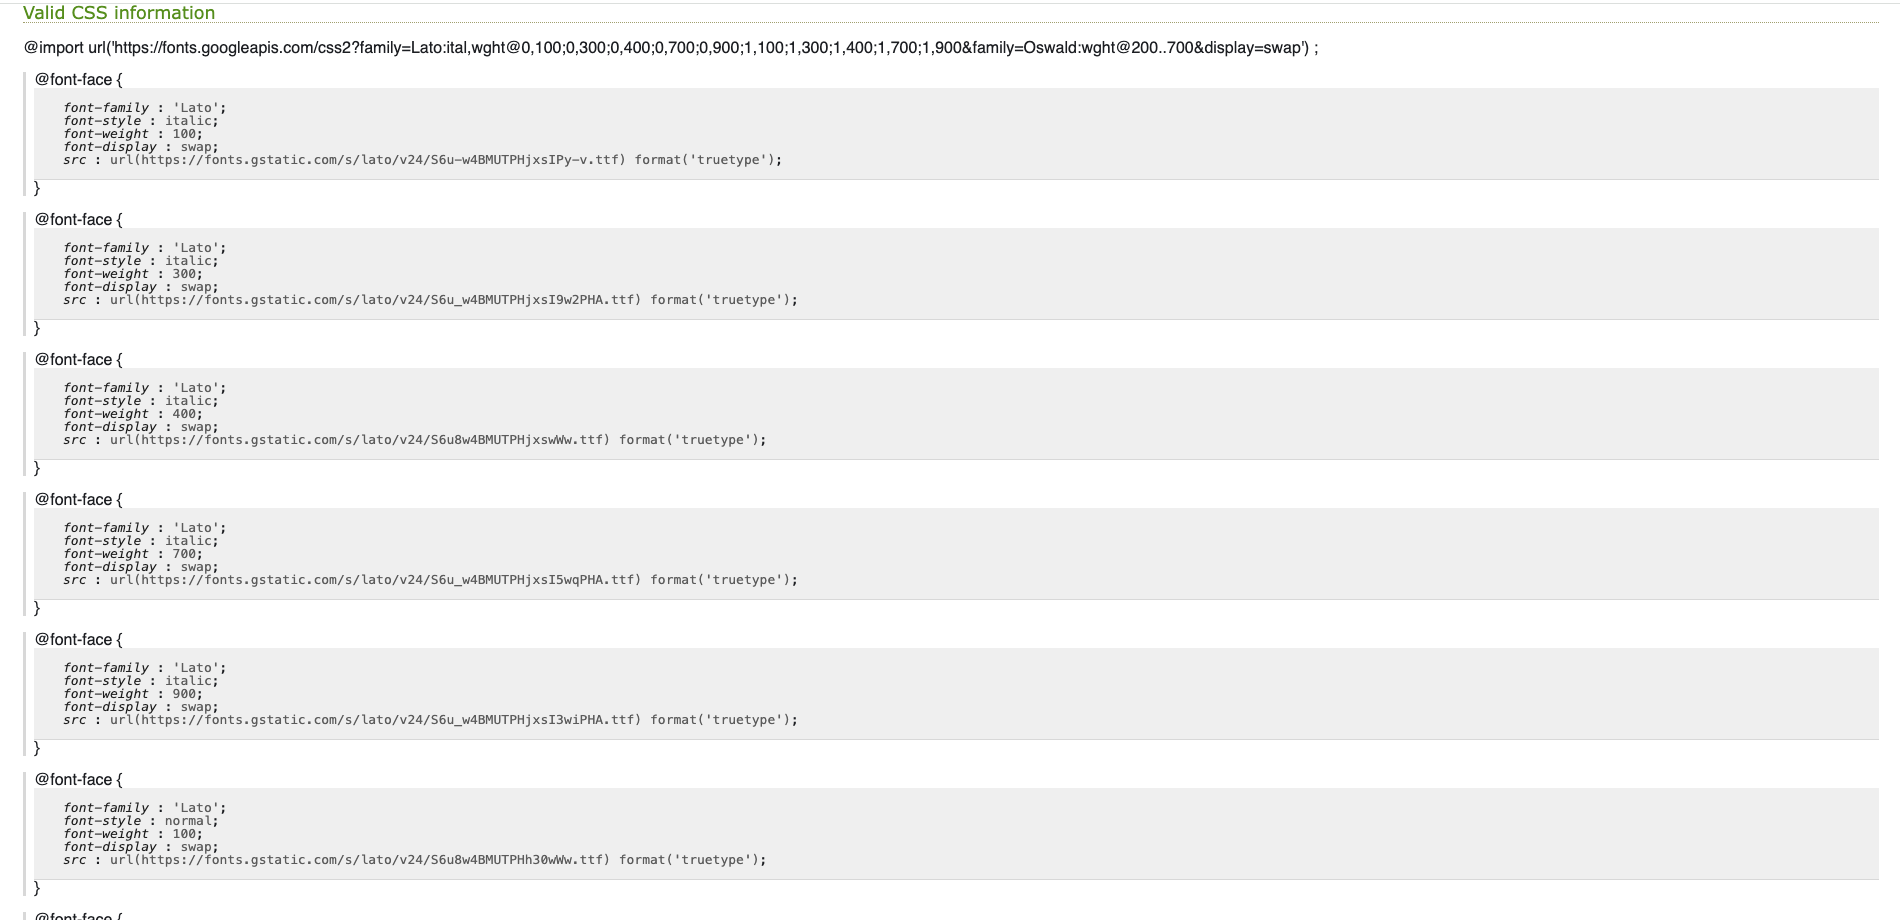 Valid CSS information
@import url('https://fonts.googleapis.com/css2?family=Lato:ital,wght@0,100;0,300;0,400;0,700;0,900;1,100;1,300;1,400;1,700;1,900&family=Oswald:wght@200..700&display=swap') ;
@font-face {
font-family : 'Lato';
font-style : italic;
font-weight : 100;
font-display : swap;
src : url(https://fonts.gstatic.com/s/lato/v24/S6u-w4BMUTPHjxsIPy-v.ttf) format('truetype');
}
@font-face {
font-family : 'Lato';
font-style : italic;
font-weight : 300;
font-display : swap;
src : url(https://fonts.gstatic.com/s/lato/v24/S6u_w4BMUTPHjxsI9w2PHA.ttf) format('truetype');
}
@font-face {
font-family : 'Lato';
font-style : italic;
font-weight : 400;
font-display : swap;
src : url(https://fonts.gstatic.com/s/lato/v24/S6u8w4BMUTPHjxswWw.ttf) format('truetype');
}
@font-face {
font-family : 'Lato';
font-style : italic;
font-weight : 700;
font-display : swap;
src : url(https://fonts.gstatic.com/s/lato/v24/S6u_w4BMUTPHjxsI5wqPHA.ttf) format('truetype');
}
@font-face {
font-family : 'Lato';
font-style : italic;
font-weight : 900;
font-display : swap;
src : url(https://fonts.gstatic.com/s/lato/v24/S6u_w4BMUTPHjxsI3wiPHA.ttf) format('truetype');
}
@font-face {
font-family : 'Lato';
font-style : normal;
font-weight : 100;
font-display : swap;
src : url(https://fonts.gstatic.com/s/lato/v24/S6u8w4BMUTPHh30wWw.ttf) format('truetype');
}
@font-face {